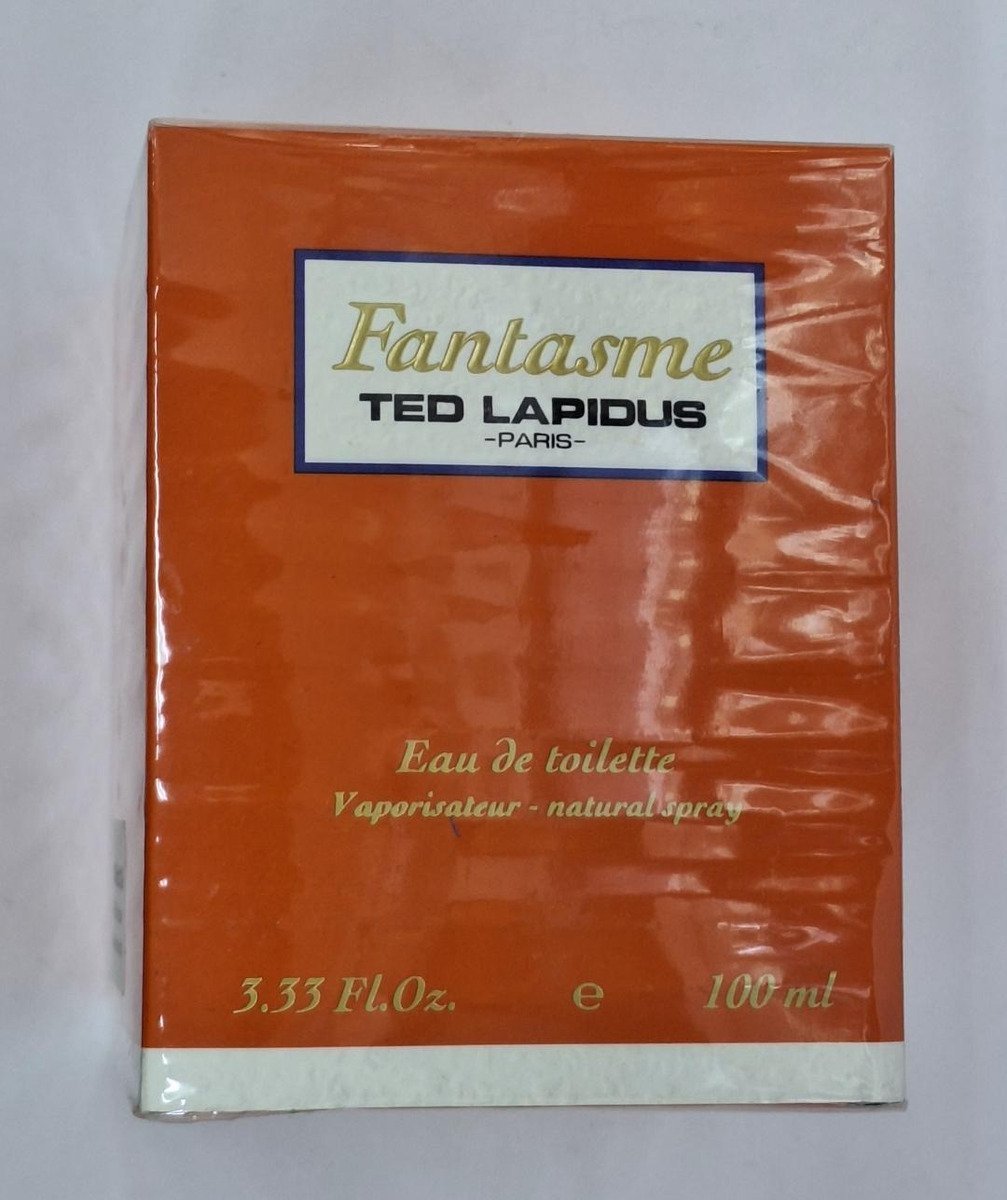 Fantasme
TED LAPIDUS
-PARIS-
Eau de toilette
Vaporisateur - natural spray
3.33 Fl.Oz. e 100 ml